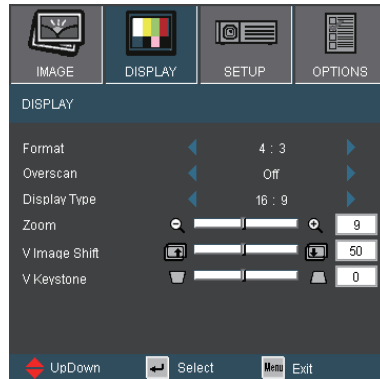 IMAGE DISPLAY SETUP OPTIONS
DISPLAY
Format 4 : 3
Overscan Off
Display Type 16 : 9
Zoom 9
V Image Shift 50
V Keystone 0
UpDown Select Menu Exit